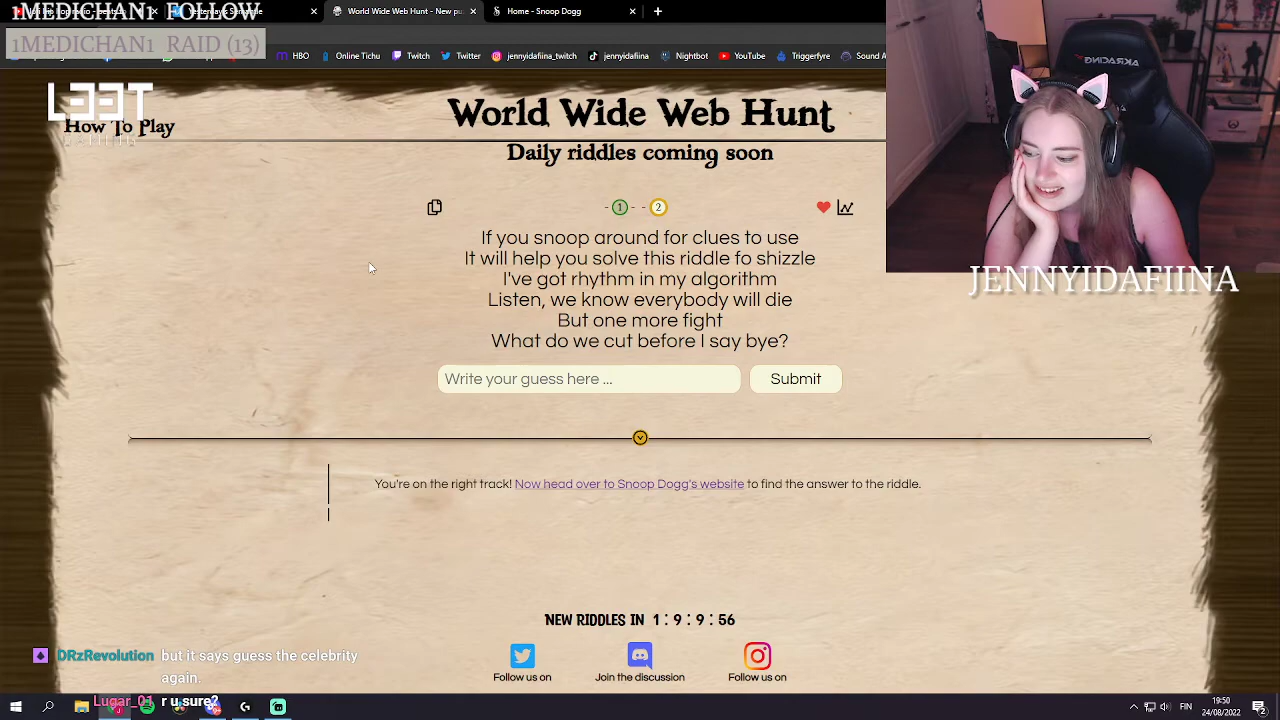 1MEDICHAN1 FOLLOW
1MEDICHAN1 RAID (13)
World Wide Web Hunt - New pu
Home - Snoop Dogg
HBO
Online Tichu
Twitch
Twitter
jennyidafiina_twitch
jennydafiina
Nightbot
YouTube
Triggerfyre
Sound A
L33T
How To Play
World Wide Web Hunt
Daily riddles coming soon
1
2
If you snoop around for clues to use
It will help you solve this riddle fo shizzle
I've got rhythm in my algorithm
Listen, we know everybody will die
But one more fight
What do we cut before I say bye?
Write your guess here ...
Submit
You're on the right track! Now head over to Snoop Dogg's website to find the answer to the riddle.
AKRACING
JENNYIDAFIINA
NEW RIDDLES IN 1 : 9 : 9 : 56
Follow us on
Join the discussion
Follow us on
DRzRevolution but it says guess the celebrity
again.
Lugar_01 r u sure?
FIN
19:50
24/08/2022
2